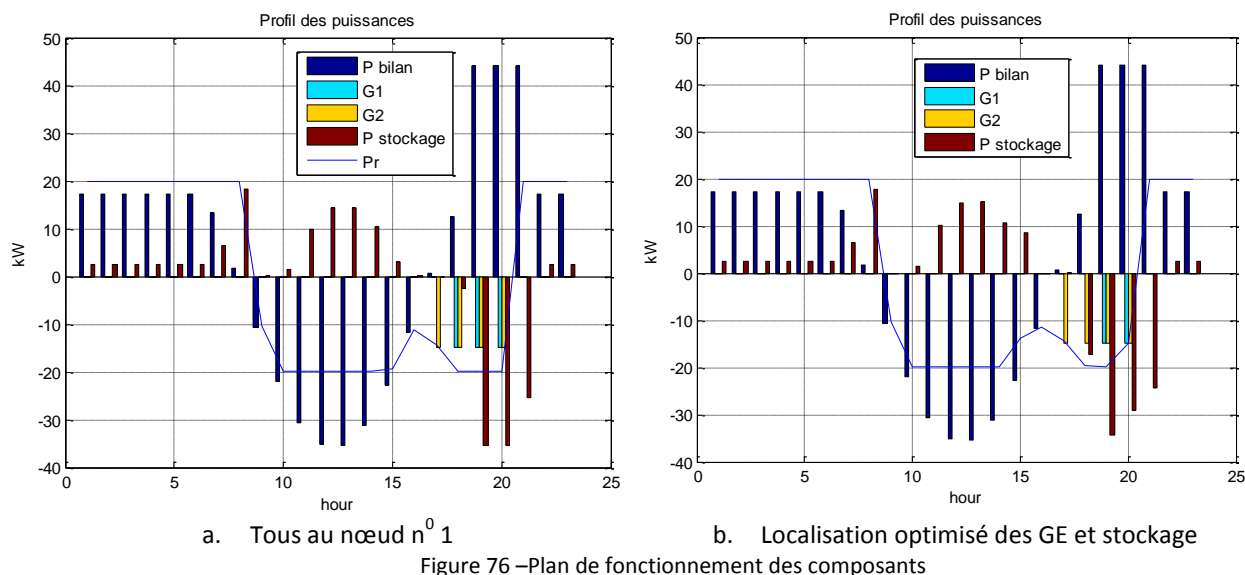 Profil des puissances
50
40
30
20
10
0
-10
-20
-30
-40
kW
0 5 10 15 20 25
hour
P bilan
G1
G2
P stockage
Pr
Profil des puissances
50
40
30
20
10
0
-10
-20
-30
-40
kW
0 5 10 15 20 25
hour
P bilan
G1
G2
P stockage
a. Tous au nœud n⁰ 1
b. Localisation optimisé des GE et stockage
Figure 76 –Plan de fonctionnement des composants